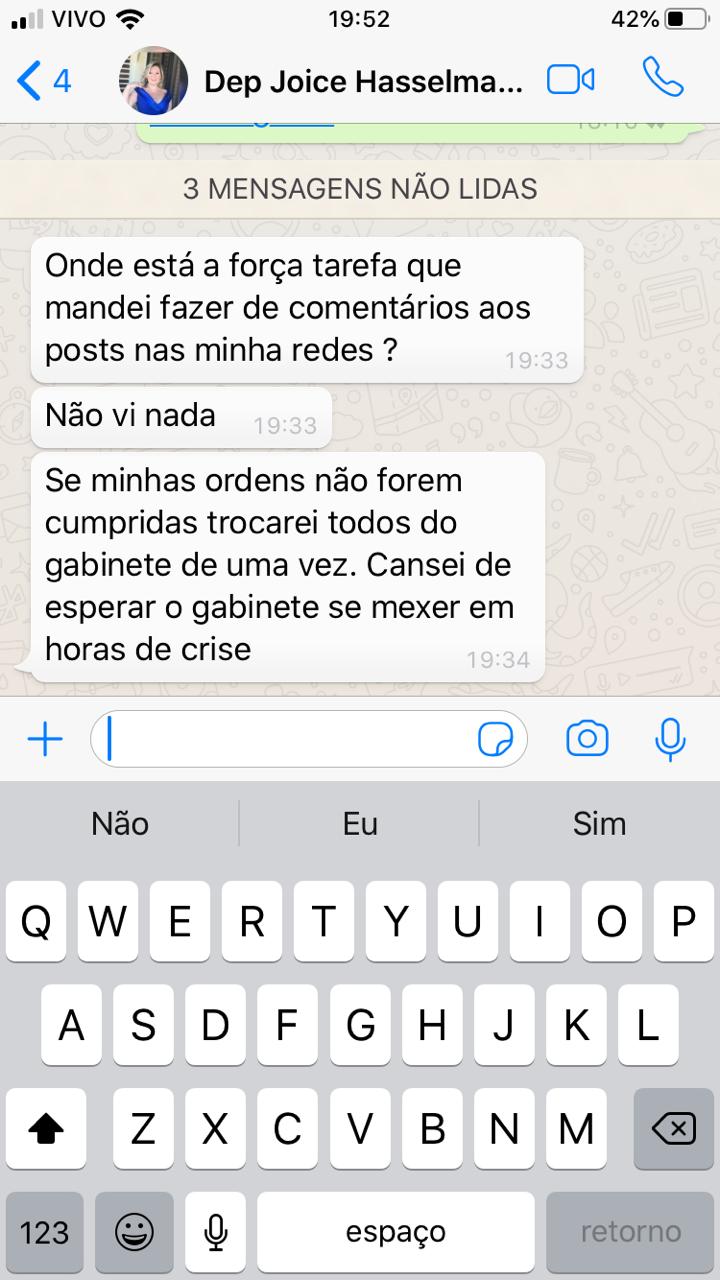 VIVO 19:52 42%
4 Dep Joice Hasselma...
3 MENSAGENS NÃO LIDAS
Onde está a força tarefa que
mandei fazer de comentários aos
posts nas minha redes ?
19:33
Não vi nada 19:33
Se minhas ordens não forem
cumpridas trocarei todos do
gabinete de uma vez. Cansei de
esperar o gabinete se mexer em
horas de crise
19:34
Não Eu Sim
Q W E R T Y U I O P
A S D F G H J K L
Z X C V B N M
123 espaço retorno